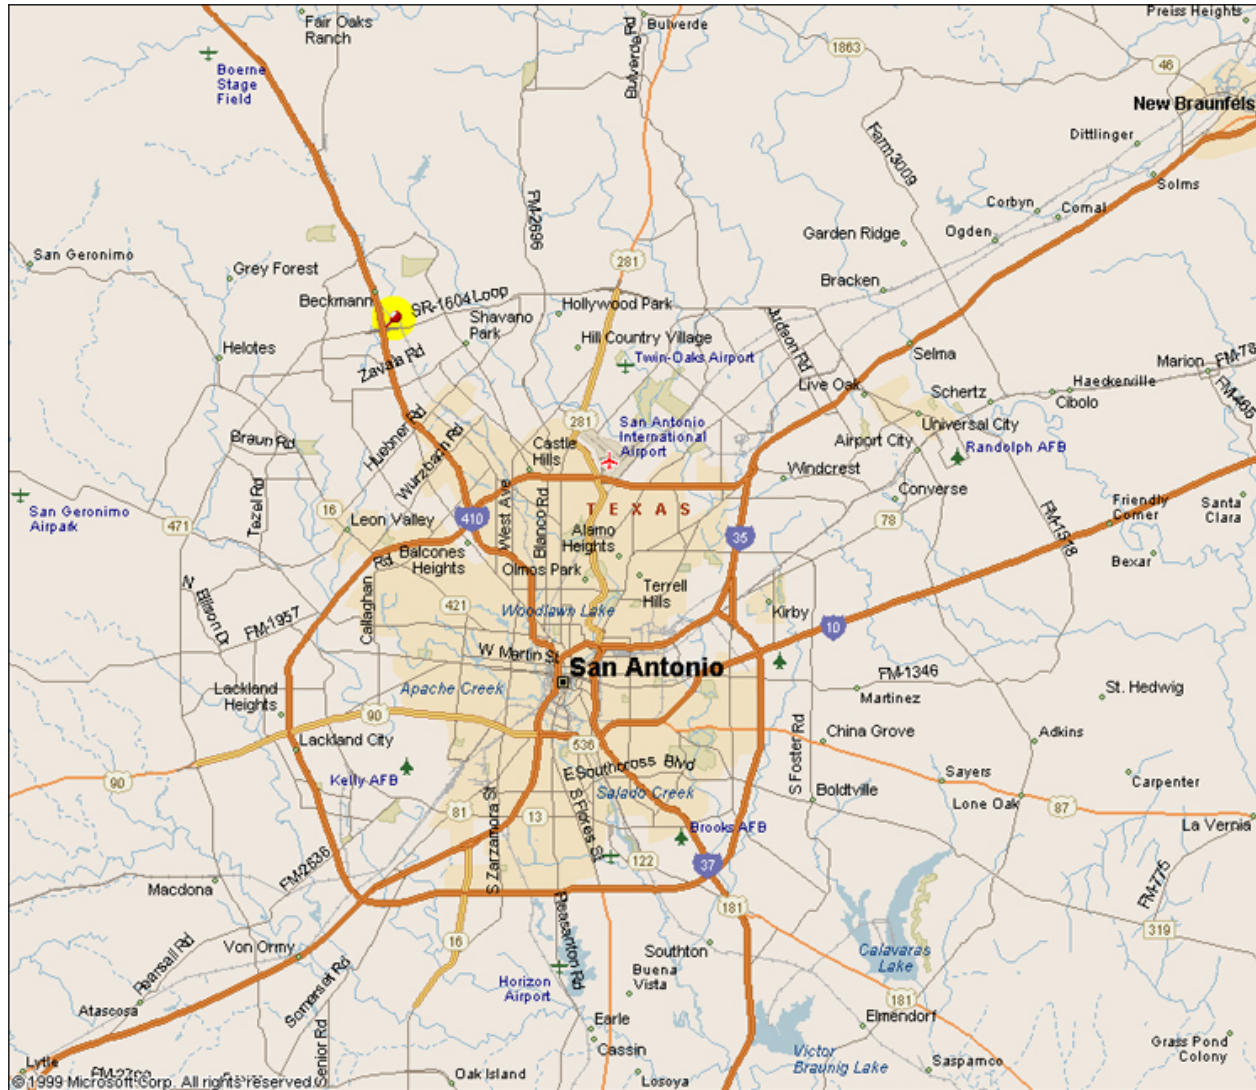 Preiss Heights
Fair Oaks
Ranch
Bulverde
Bulverde Rd
1863
46
Boerne
Stage
Field
New Braunfels
Dittlinger
Farm 3009
Solms
FM-2696
Corbyn
Comal
Garden Ridge
Ogden
San Geronimo
281
Grey Forest
Bracken
Beckmann
SR-1604 Loop
Hollywood Park
Shavano
Park
Hill Country Village
Judson Rd
Helotes
Zavala Rd
Twin-Oaks Airport
Selma
Marion
FM-78
Live Oak
Schertz
Haeckerville
Cibolo
FM-465
281
San Antonio
International
Airport
Huebner Rd
Universal City
Braun Rd
Wurzbach Rd
Castle
Hills
Airport City
Randolph AFB
Windcrest
San Geronimo
Airpark
Tezel Rd
16
West Ave
Blanco Rd
TEXAS
Converse
Friendly
Corner
Santa
Clara
471
Leon Valley
410
Alamo
Heights
35
78
FM-1518
Balcones
Heights
Rd
Callaghan
Olmos Park
Terrell
Hills
Bexar
N Ellison Dr
421
Woodlawn Lake
Kirby
FM-1957
10
W Martin St
San Antonio
FM-1346
Lackland
Heights
Apache Creek
Martinez
St. Hedwig
90
S Foster Rd
China Grove
Adkins
Lackland City
536
E Southcross Blvd
90
Kelly AFB
Sayers
Carpenter
S Flores St
Salado Creek
Boldtville
Lone Oak
87
81
S Zarzamora St
13
Brooks AFB
La Vernia
FM-2536
122
37
Macdona
181
FM-775
Pearsall Rd
Von Ormy
16
Pleasanton Rd
Southton
319
Calavaras
Lake
Somerset Rd
Horizon
Airport
Buena
Vista
181
Atascosa
Earle
Elmendorf
Senior Rd
Cassin
Victor
Braunig Lake
Grass Pond
Colony
Lytle
Saspamco
Oak Island
Losoya
©1999 Microsoft Corp. All rights reserved.